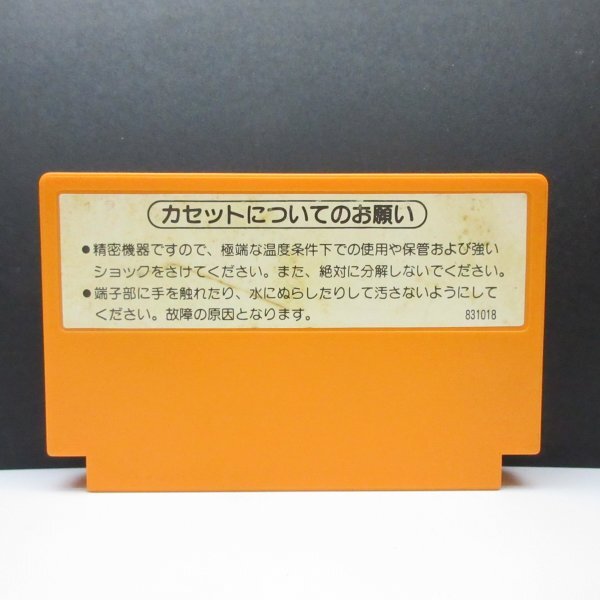 カセットについてのお願い
●精密機器ですので、極端な温度条件下での使用や保管および強い
ショックをさけてください。また、絶対に分解しないでください。
●端子部に手を触れたり、水にぬらしたりして汚さないようにして
ください。故障の原因となります。
831018